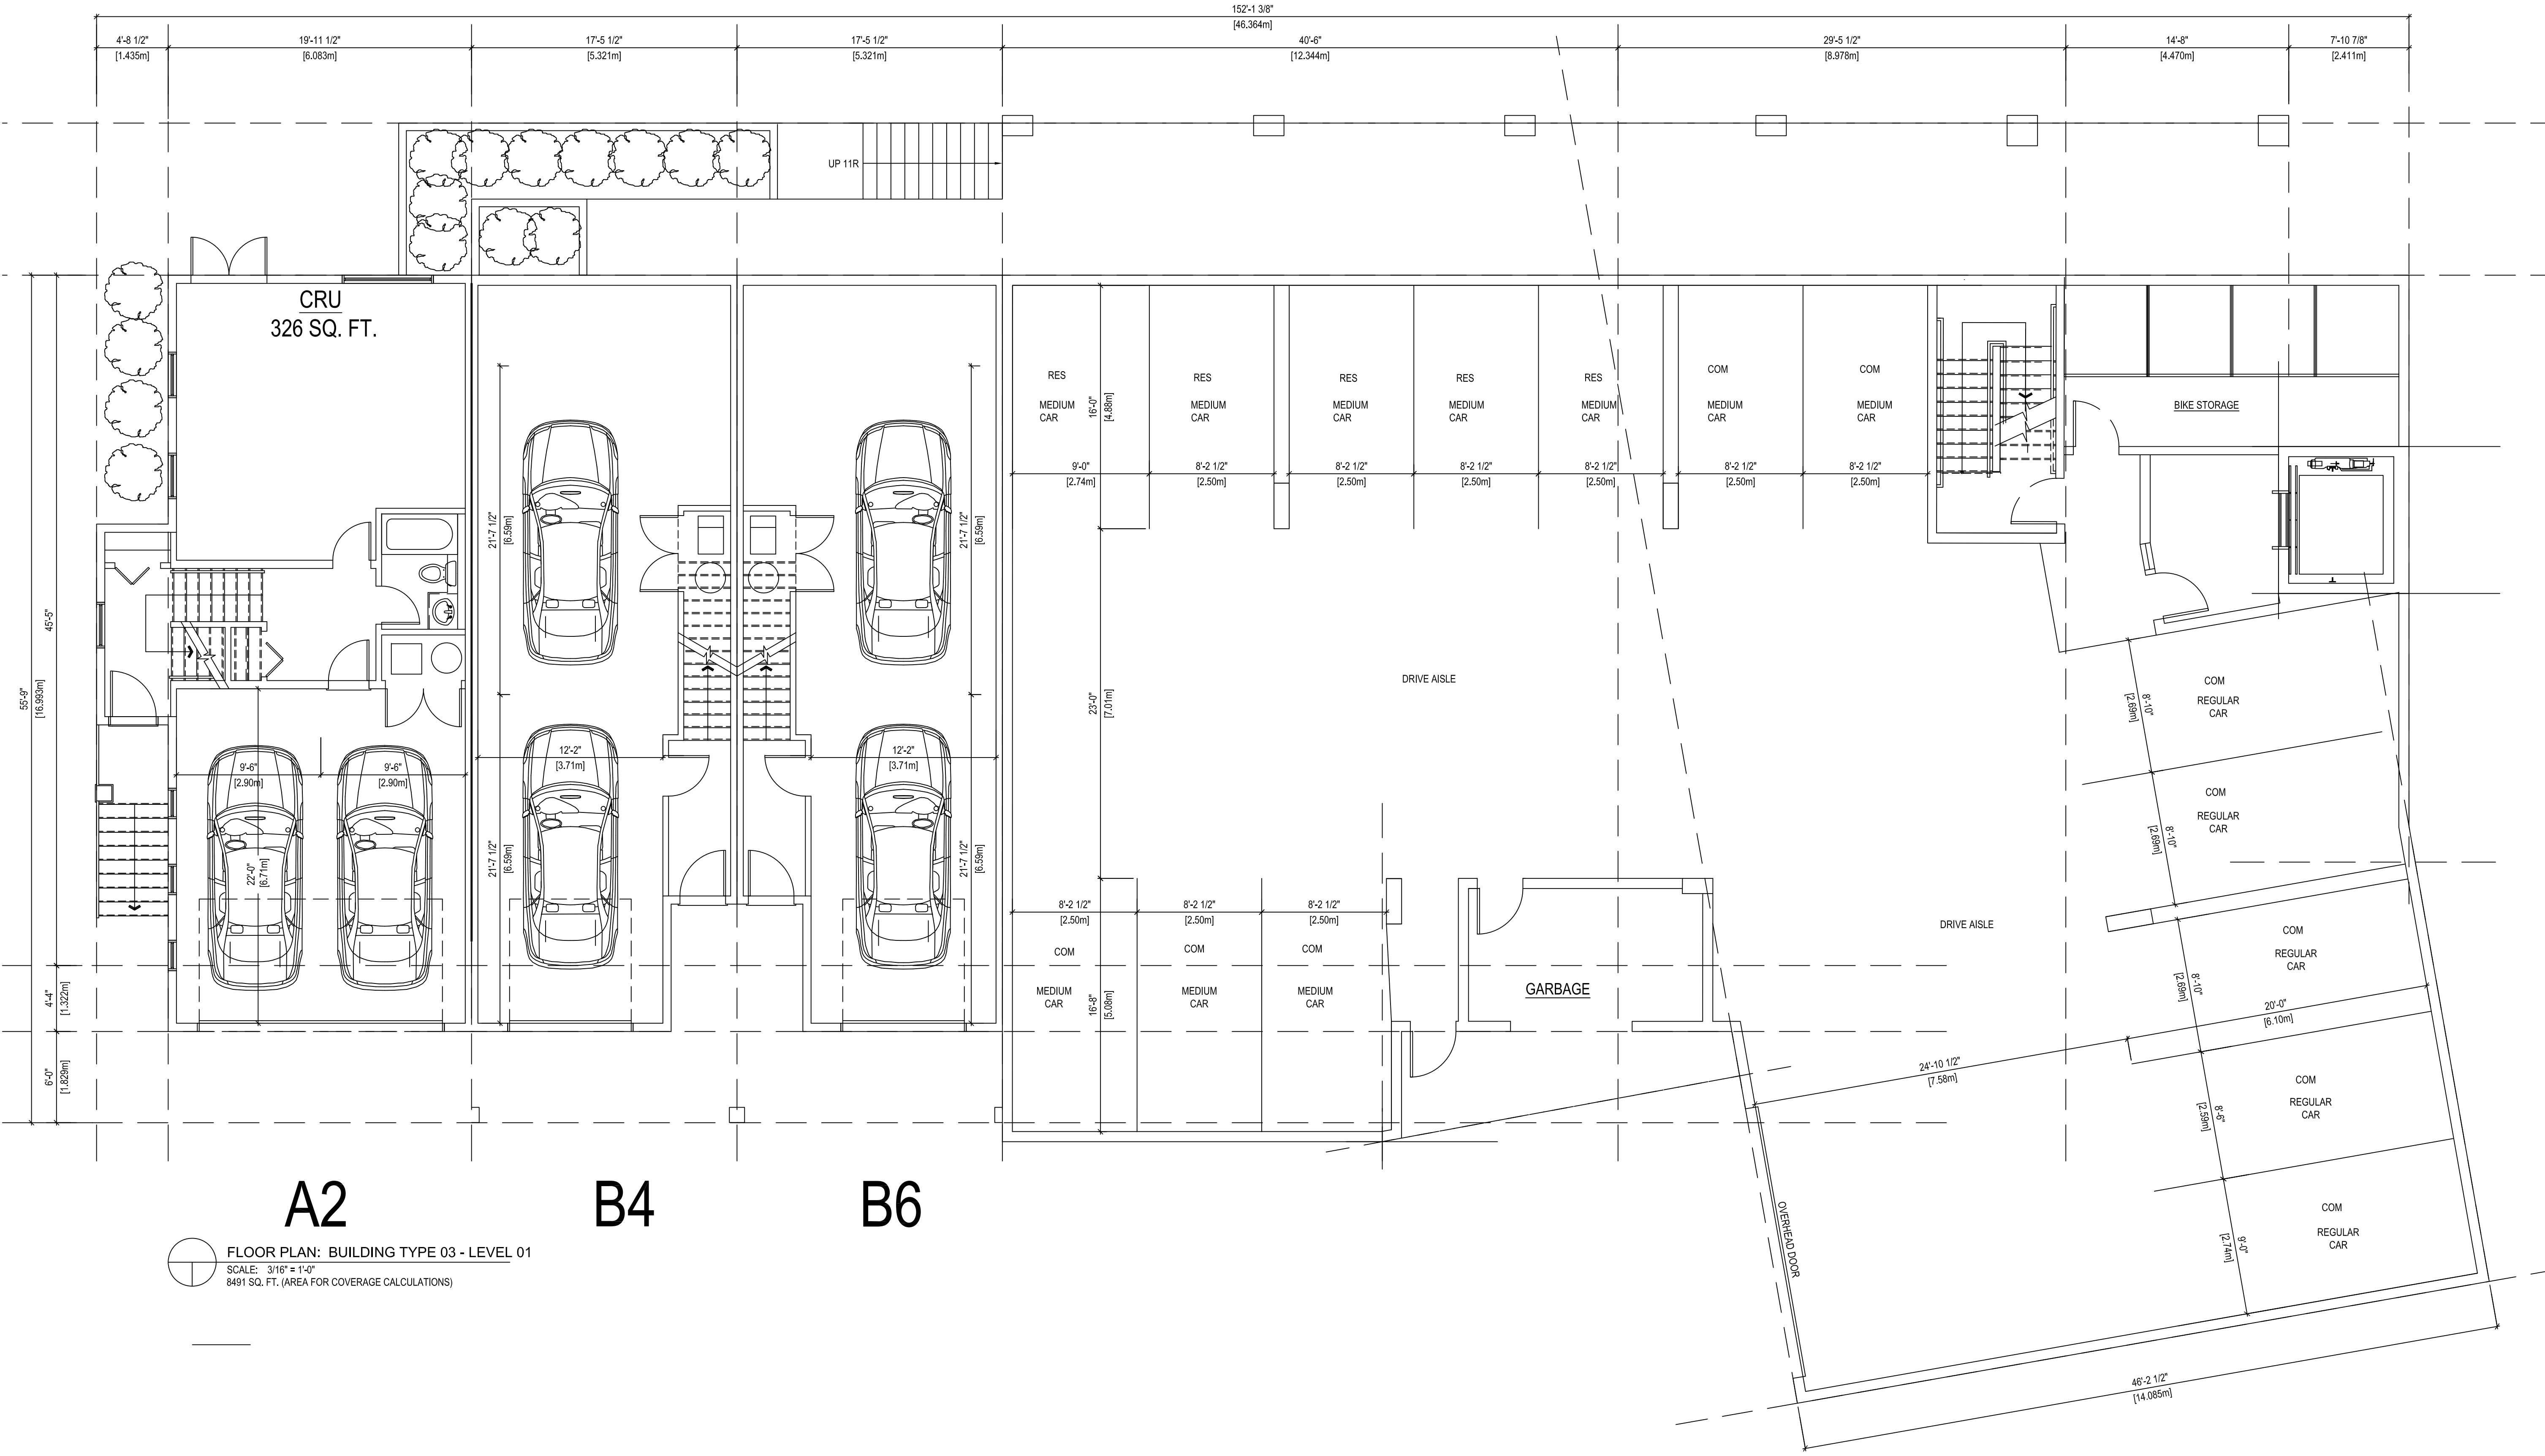 152'-1 3/8"
[46.364m]
4'-8 1/2"
[1.435m]
19'-11 1/2"
[6.083m]
17'-5 1/2"
[5.321m]
17'-5 1/2"
[5.321m]
40'-6"
[12.344m]
29'-5 1/2"
[8.978m]
14'-8"
[4.470m]
7'-10 7/8"
[2.411m]
UP 11R
CRU
326 SQ. FT.
RES
MEDIUM
CAR
RES
MEDIUM
CAR
RES
MEDIUM
CAR
RES
MEDIUM
CAR
RES
MEDIUM
CAR
COM
MEDIUM
CAR
COM
MEDIUM
CAR
16'-0"
[4.88m]
BIKE STORAGE
9'-0"
[2.74m]
8'-2 1/2"
[2.50m]
8'-2 1/2"
[2.50m]
8'-2 1/2"
[2.50m]
8'-2 1/2"
[2.50m]
8'-2 1/2"
[2.50m]
8'-2 1/2"
[2.50m]
21'-7 1/2"
[6.59m]
21'-7 1/2"
[6.59m]
45'-5"
55'-9"
[16.993m]
DRIVE AISLE
23'-0"
[7.01m]
COM
REGULAR
CAR
8'-10"
[2.69m]
12'-2"
[3.71m]
12'-2"
[3.71m]
9'-6"
[2.90m]
9'-6"
[2.90m]
22'-0"
[6.71m]
21'-7 1/2"
[6.59m]
21'-7 1/2"
[6.59m]
COM
REGULAR
CAR
8'-10"
[2.69m]
8'-2 1/2"
[2.50m]
8'-2 1/2"
[2.50m]
8'-2 1/2"
[2.50m]
COM
MEDIUM
CAR
COM
MEDIUM
CAR
COM
MEDIUM
CAR
16'-8"
[5.08m]
GARBAGE
DRIVE AISLE
COM
REGULAR
CAR
8'-10"
[2.69m]
20'-0"
[6.10m]
4'-4"
[1.322m]
6'-0"
[1.829m]
24'-10 1/2"
[7.58m]
COM
REGULAR
CAR
8'-6"
[2.59m]
COM
REGULAR
CAR
9'-0"
[2.74m]
OVERHEAD DOOR
A2
B4
B6
FLOOR PLAN: BUILDING TYPE 03 - LEVEL 01
SCALE: 3/16" = 1'-0"
8491 SQ. FT. (AREA FOR COVERAGE CALCULATIONS)
46'-2 1/2"
[14.085m]